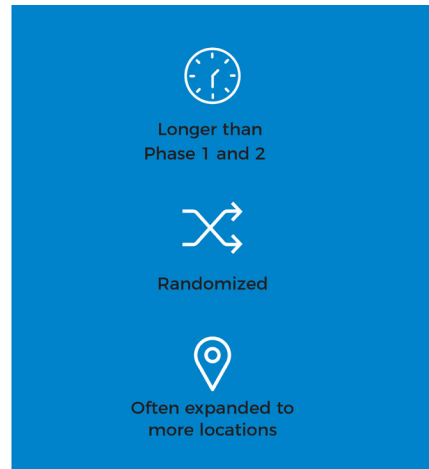 Longer than
Phase 1 and 2
Randomized
Often expanded to
more locations